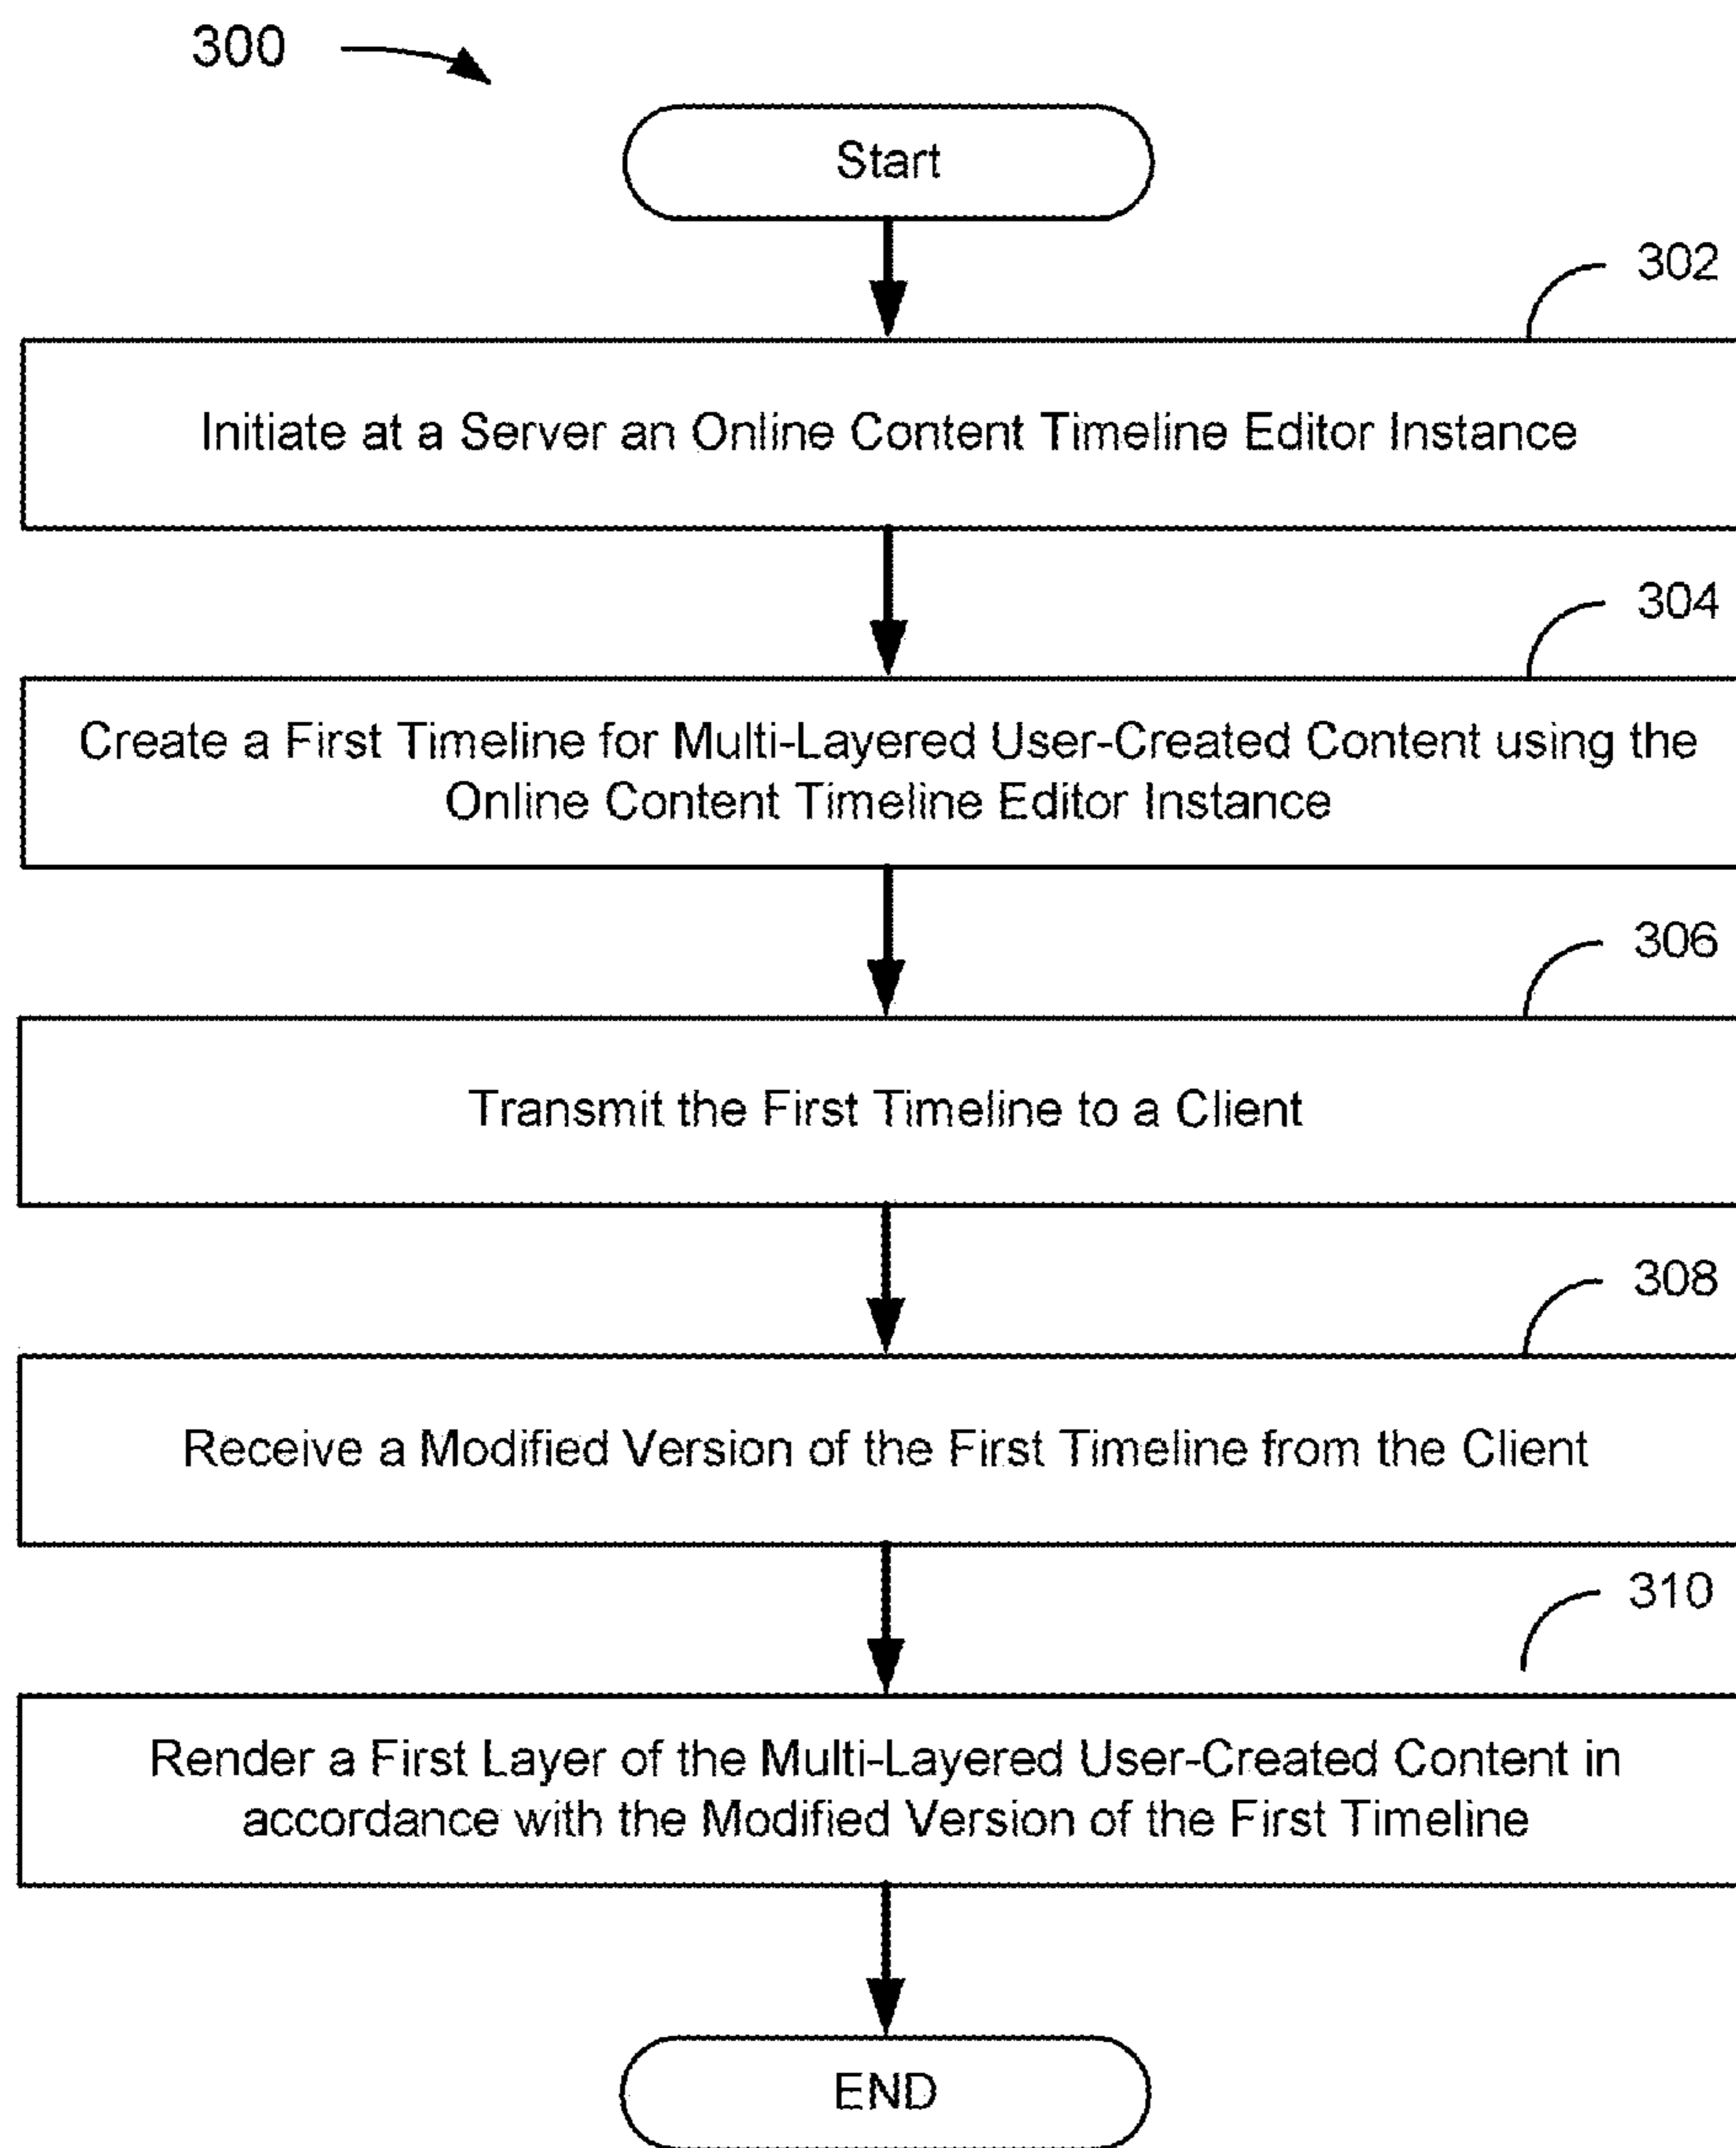 300
Start
302
Initiate at a Server an Online Content Timeline Editor Instance
304
Create a First Timeline for Multi-Layered User-Created Content using the
Online Content Timeline Editor Instance
306
Transmit the First Timeline to a Client
308
Receive a Modified Version of the First Timeline from the Client
310
Render a First Layer of the Multi-Layered User-Created Content in
accordance with the Modified Version of the First Timeline
END